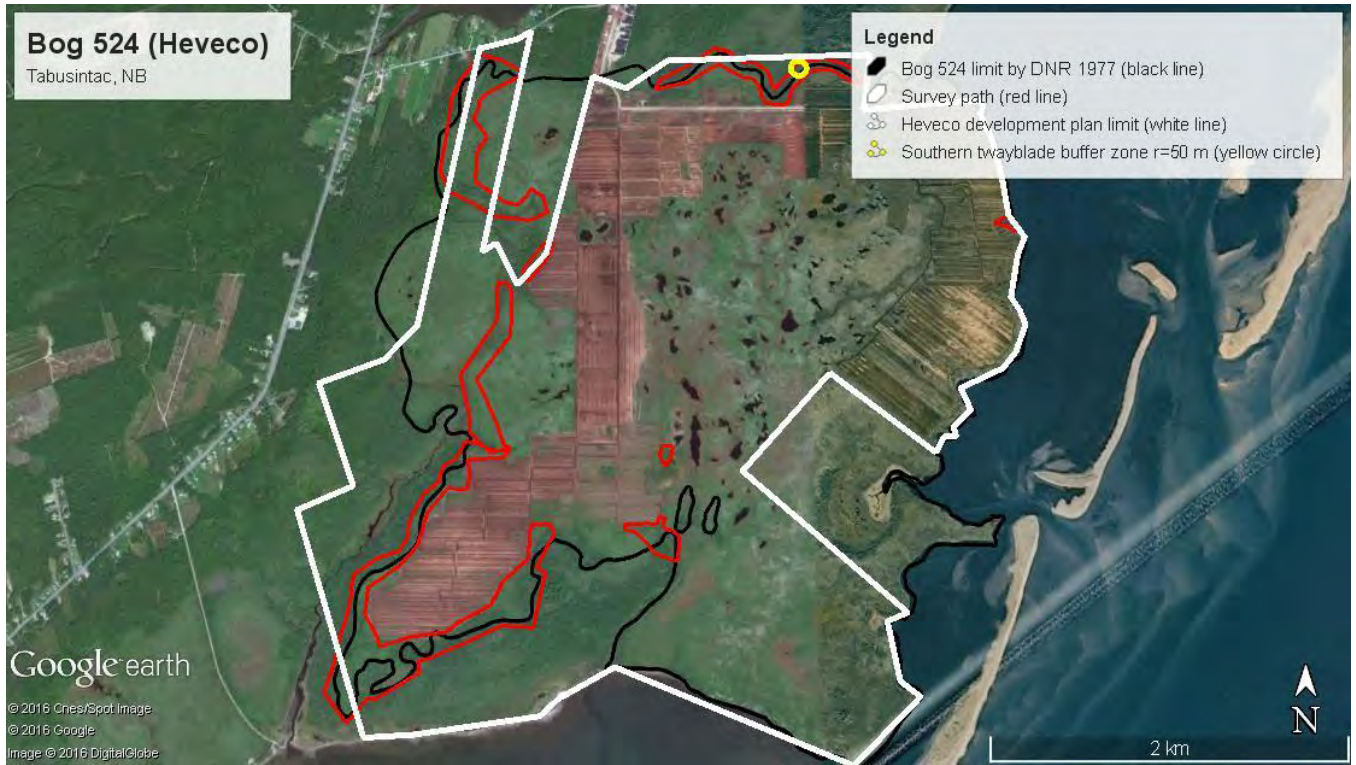 Bog 524 (Heveco)
Tabusintac, NB
Legend
Bog 524 limit by DNR 1977 (black line)
Survey path (red line)
Heveco development plan limit (white line)
Southern twayblade buffer zone r=50 m (yellow circle)
Google earth
© 2016 Cnes/Spot Image
© 2016 Google
Image © 2016 DigitalGlobe
N
2 km